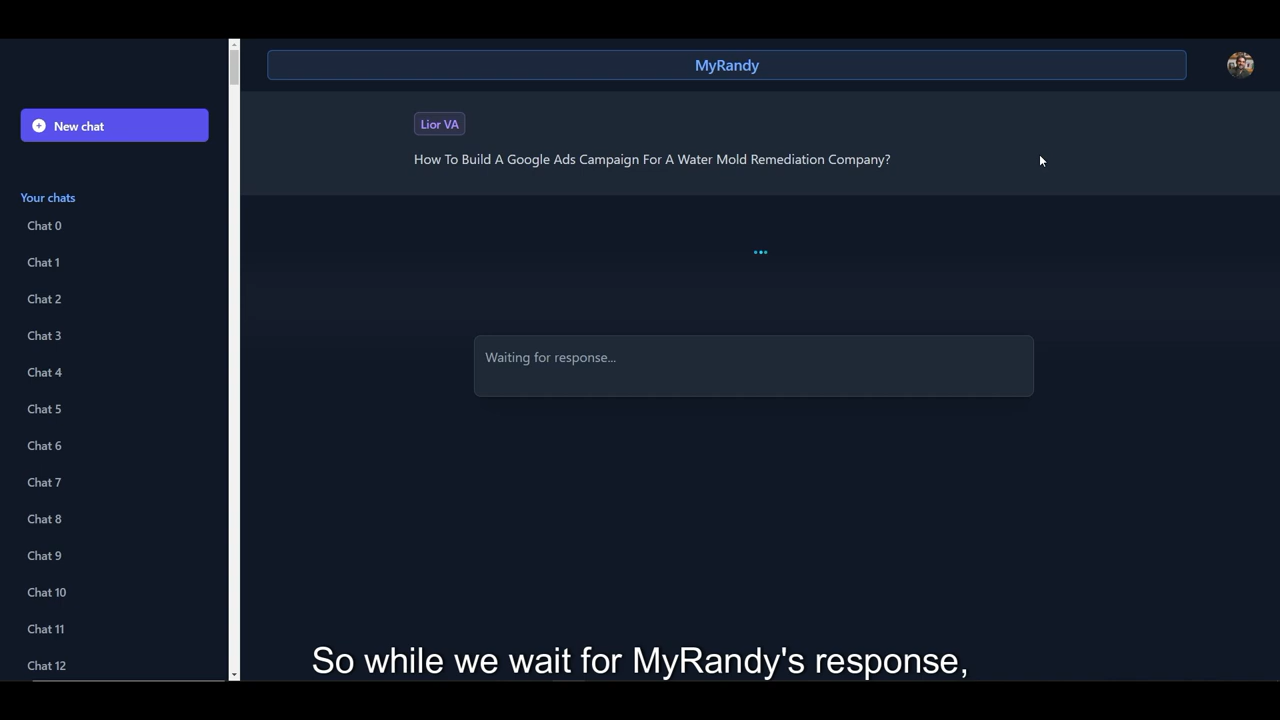 MyRandy
New chat
Lior VA
How To Build A Google Ads Campaign For A Water Mold Remediation Company?
Your chats
Chat 0
Chat 1
Chat 2
Chat 3
Chat 4
Chat 5
Chat 6
Chat 7
Chat 8
Chat 9
Chat 10
Chat 11
Chat 12
Waiting for response...
So while we wait for MyRandy's response,